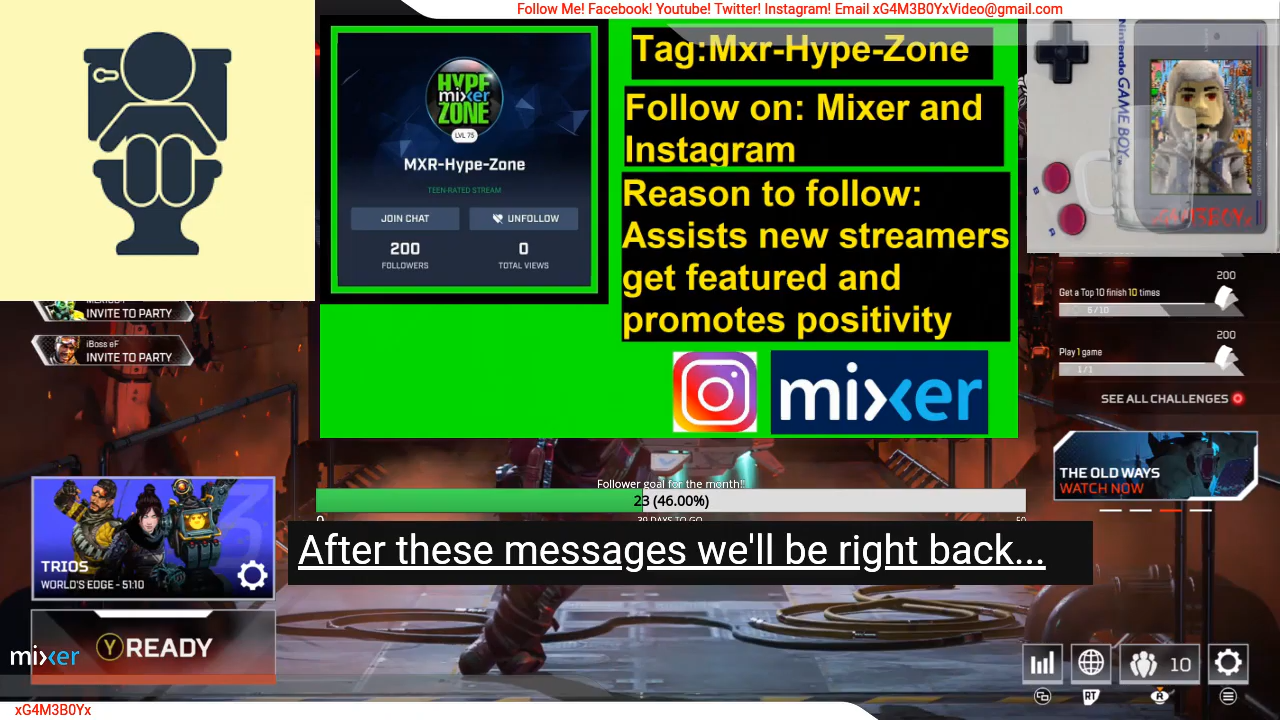 Follow Me! Facebook! Youtube! Twitter! Instagram! Email xG4M3B0YxVideo@gmail.com
HYPE
mixer
ZONE
LVL 75
MXR-Hype-Zone
TEEN-RATED STREAM
JOIN CHAT
UNFOLLOW
200
FOLLOWERS
0
TOTAL VIEWS
Tag:Mxr-Hype-Zone
Follow on: Mixer and
Instagram
Reason to follow:
Assists new streamers
get featured and
promotes positivity
mixer
Nintendo GAME BOY
INVITE TO PARTY
iBoss eF
INVITE TO PARTY
200
Get a Top 10 finish 10 times
6/10
200
Play 1 game
1/1
SEE ALL CHALLENGES
THE OLD WAYS
WATCH NOW
Follower goal for the month!!
23 (46.00%)
0
50
After these messages we'll be right back...
TRIOS
WORLD'S EDGE - 51:10
Y READY
mixer
10
RT
R
xG4M3B0Yx